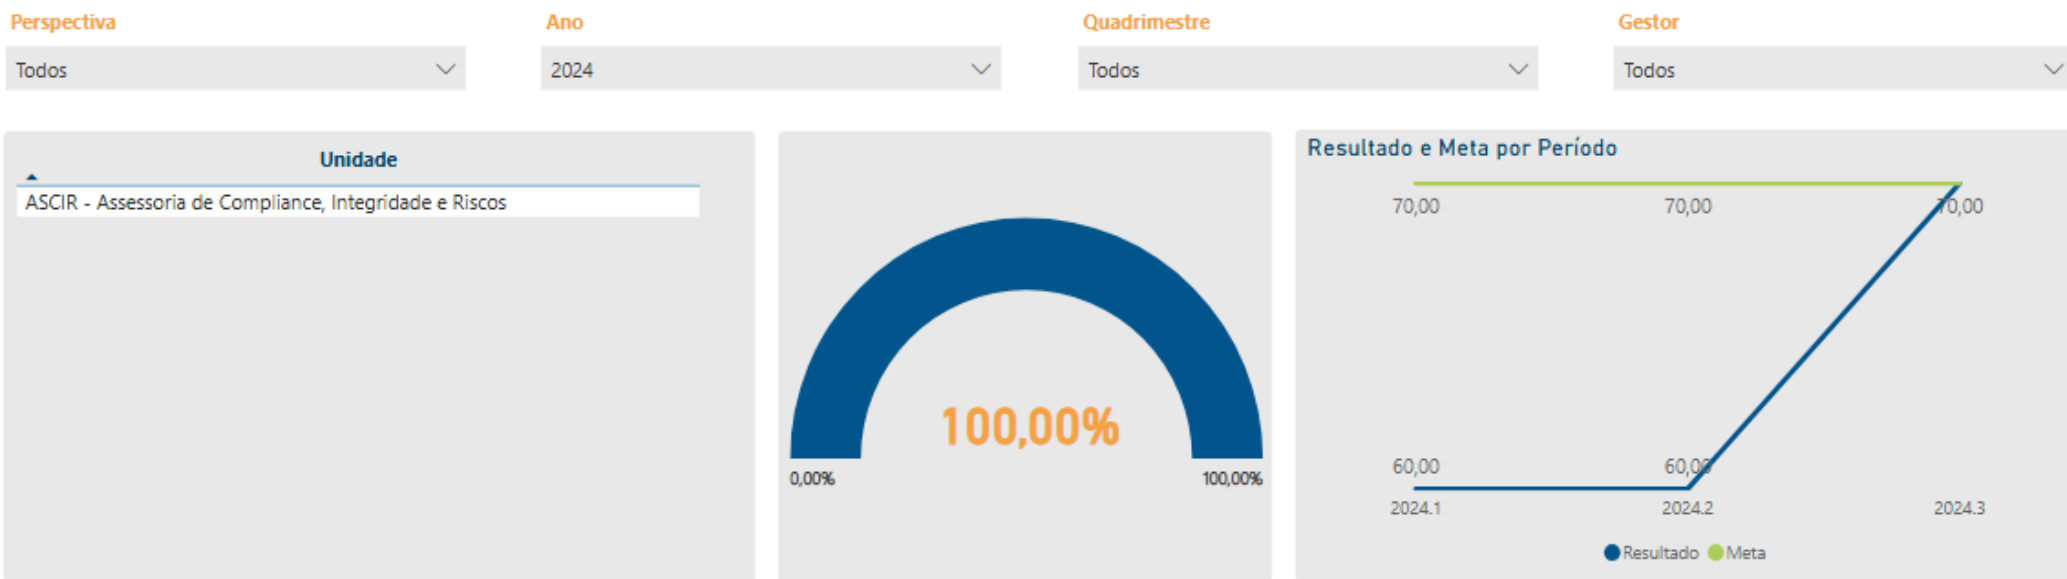 Perspectiva
Todos
Ano
2024
Quadrimestre
Todos
Gestor
Todos
Unidade
ASCIR - Assessoria de Compliance, Integridade e Riscos
100,00%
0,00%
100,00%
Resultado e Meta por Período
70,00
70,00
70,00
60,00
60,00
2024.1
2024.2
2024.3
Resultado
Meta